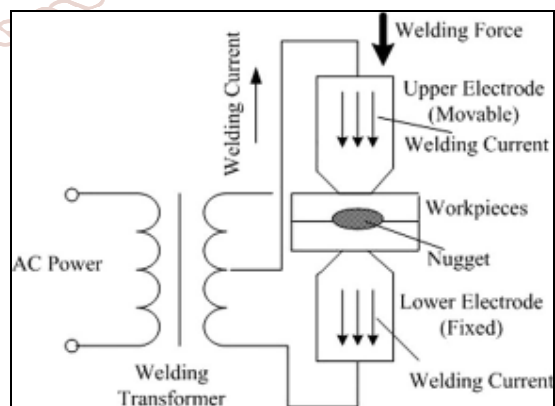 Welding Force
Welding Current
Upper Electrode
(Movable)
Welding Current
Workpieces
AC Power
Nugget
Lower Electrode
(Fixed)
Welding
Transformer
Welding Current